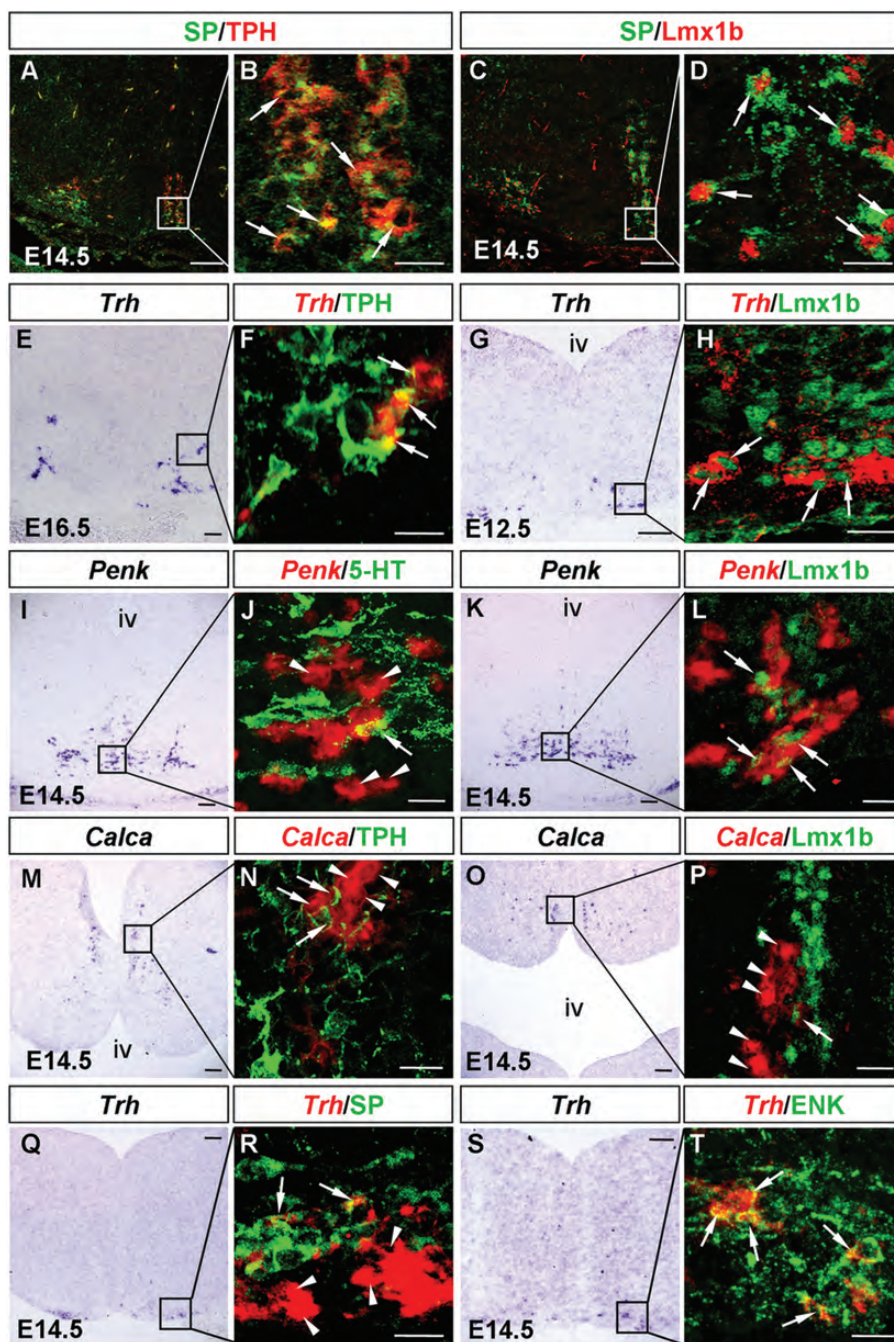 SP/TPH SP/Lmx1b
A B C D
E14.5 E14.5
Trh Trh/TPH Trh Trh/Lmx1b
E F G iv H
E16.5 E12.5
Penk Penk/5-HT Penk Penk/Lmx1b
I iv J K iv L
E14.5 E14.5
Calca Calca/TPH Calca Calca/Lmx1b
M N O P
iv iv
E14.5 E14.5
Trh Trh/SP Trh Trh/ENK
Q R S T
E14.5 E14.5